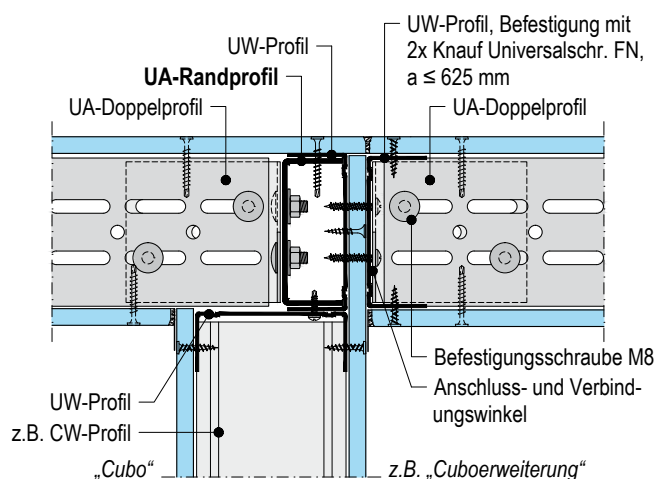 UW-Profil, Befestigung mit
2x Knauf Universalschr. FN,
a ≤ 625 mm
UW-Profil
UA-Randprofil
UA-Doppelprofil
UA-Doppelprofil
Befestigungsschraube M8
Anschluss- und Verbind-
ungswinkel
UW-Profil
z.B. CW-Profil
„Cubo“
z.B. „Cuboerweiterung“